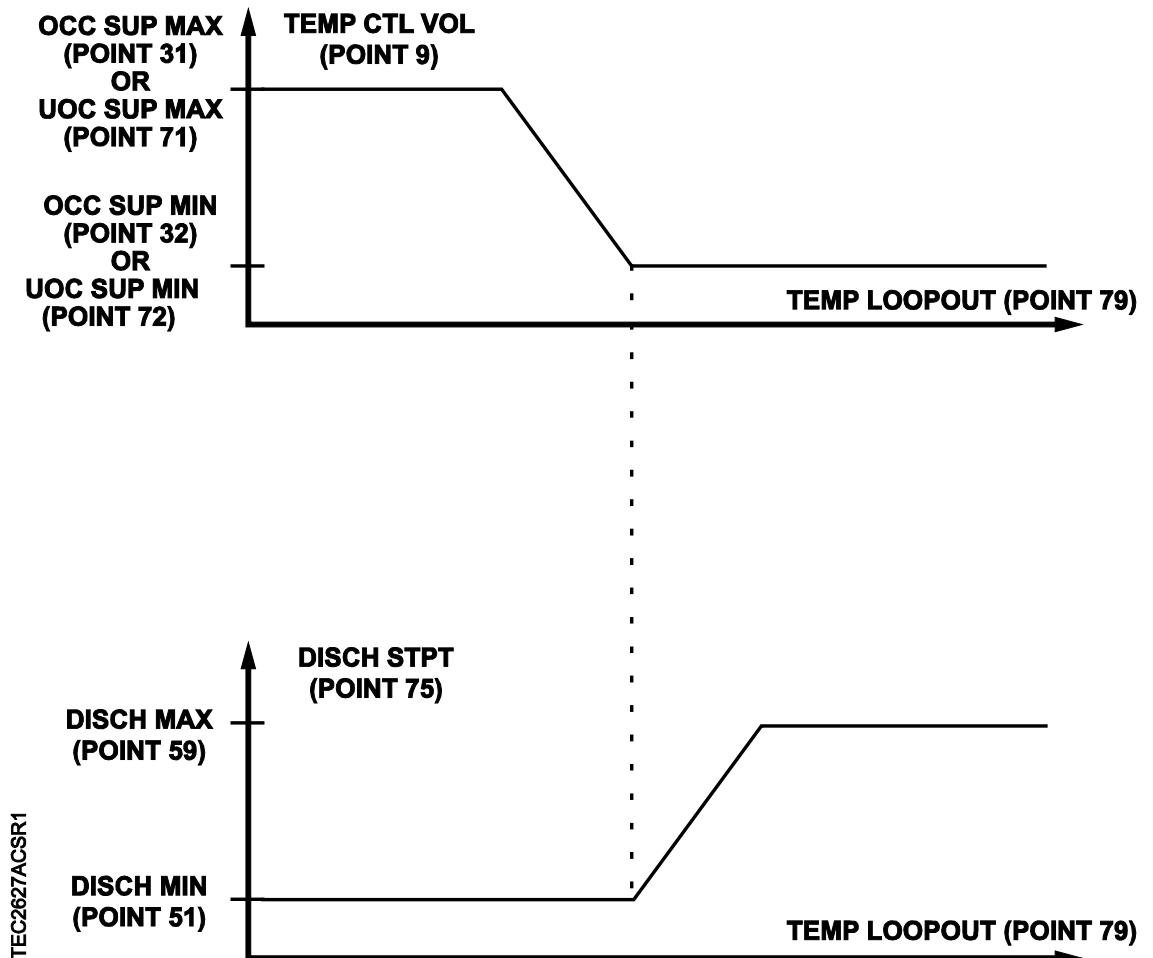 OCC SUP MAX
(POINT 31)
OR
UOC SUP MAX
(POINT 71)
TEMP CTL VOL
(POINT 9)
OCC SUP MIN
(POINT 32)
OR
UOC SUP MIN
(POINT 72)
TEMP LOOPOUT (POINT 79)
DISCH STPT
(POINT 75)
DISCH MAX
(POINT 59)
DISCH MIN
(POINT 51)
TEMP LOOPOUT (POINT 79)
TEC2627ACSR1